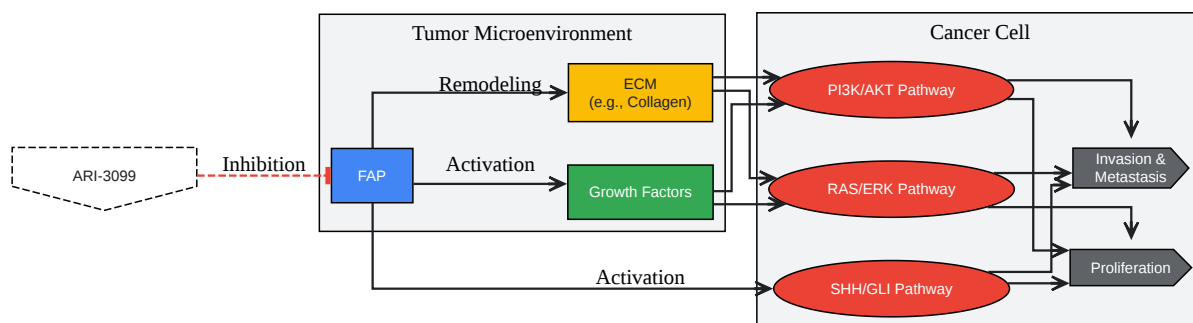 Tumor Microenvironment
Cancer Cell
Remodeling
ECM
(e.g., Collagen)
PI3K/AKT Pathway
ARI-3099
Inhibition
FAP
Activation
Growth Factors
RAS/ERK Pathway
Invasion &
Metastasis
Activation
SHH/GLI Pathway
Proliferation